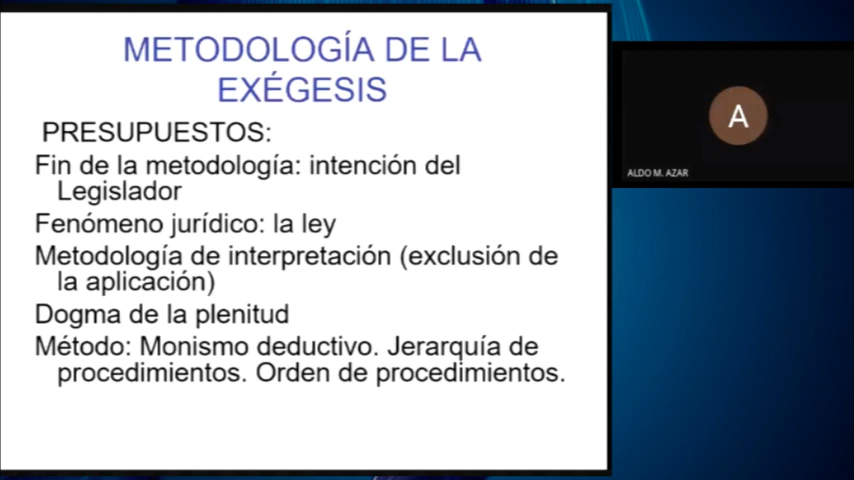 METODOLOGÍA DE LA
EXÉGESIS
PRESUPUESTOS:
Fin de la metodología: intención del
Legislador
Fenómeno jurídico: la ley
Metodología de interpretación (exclusión de
la aplicación)
Dogma de la plenitud
Método: Monismo deductivo. Jerarquía de
procedimientos. Orden de procedimientos.
A
ALDO M. AZAR